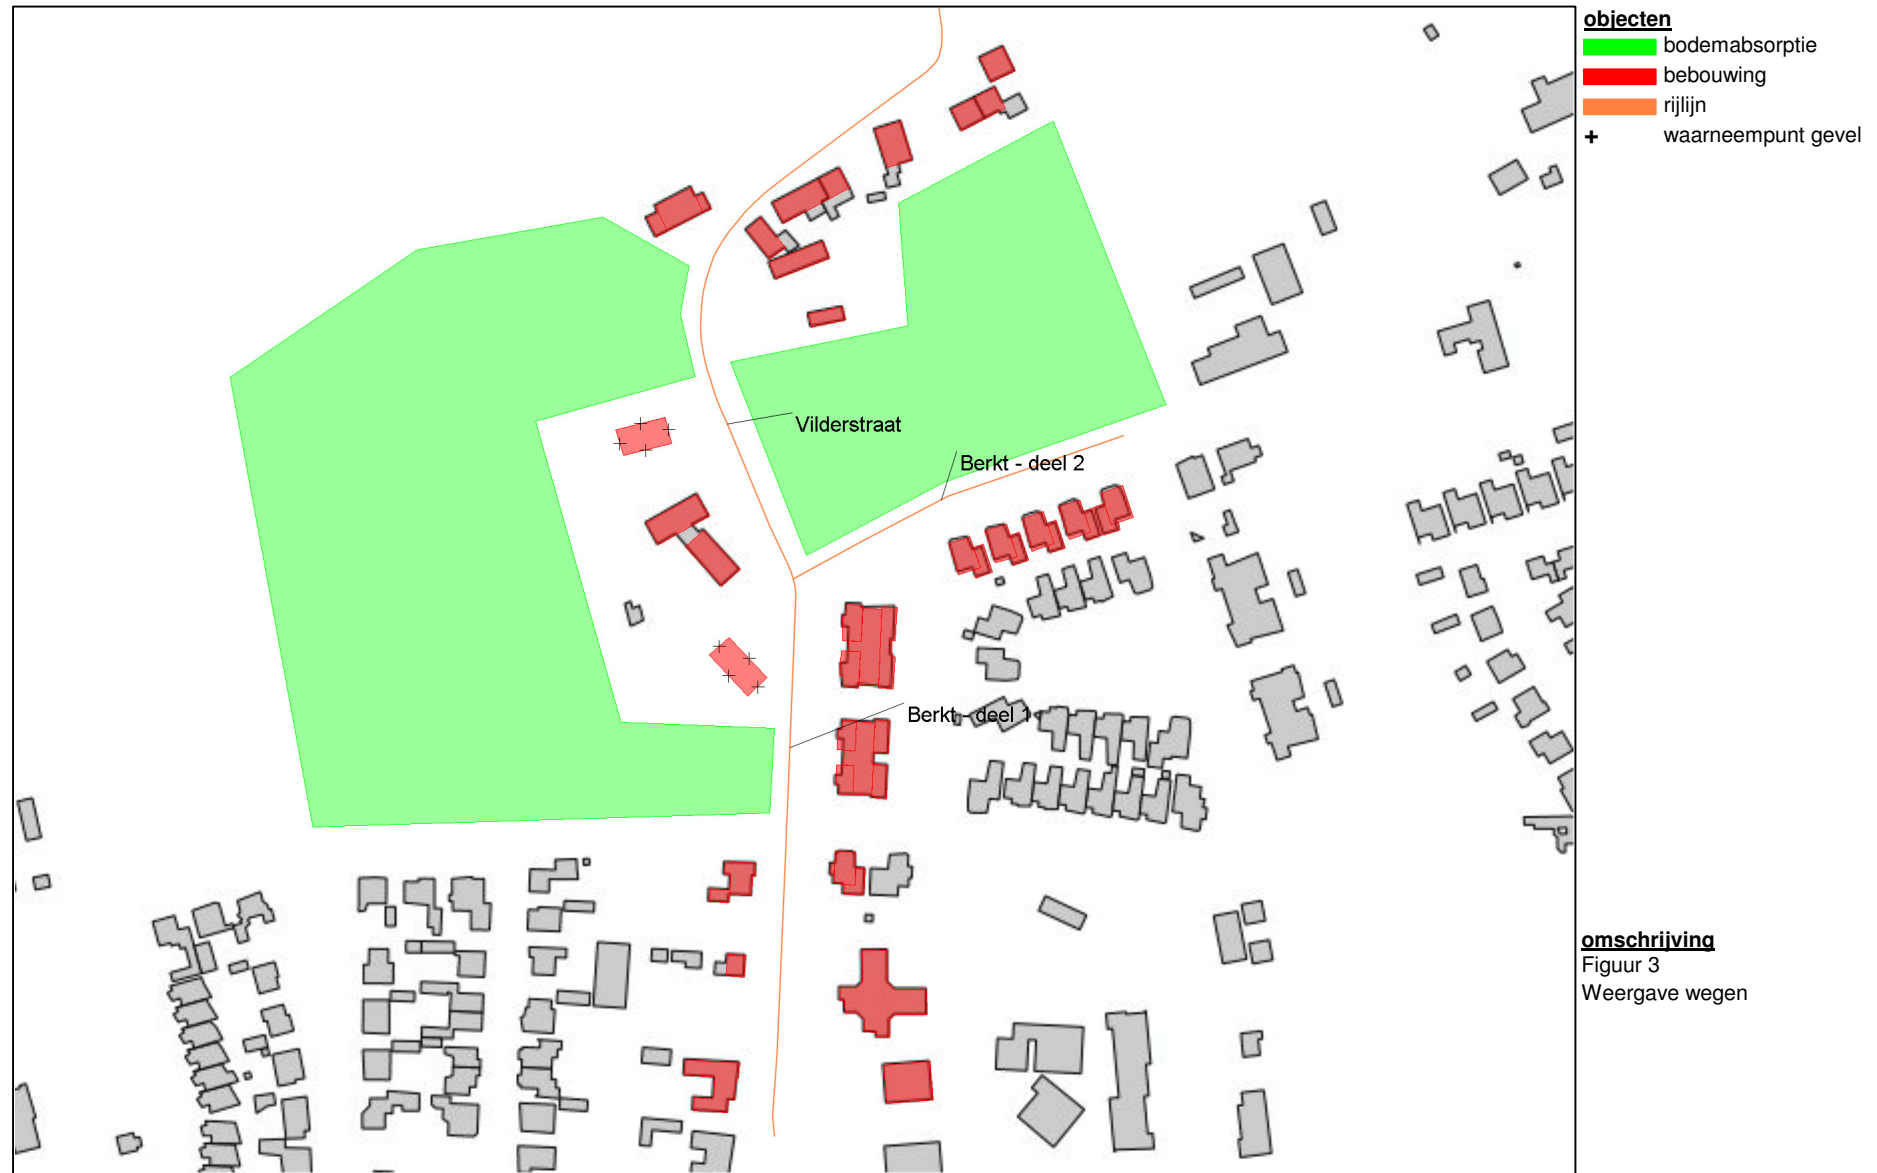 objecten
bodemabsorptie
bebouwing
rijlijn
+ waarneempunt gevel
Vilderstraat
Berkt - deel 2
Berkt - deel 1
omschrijving
Figuur 3
Weergave wegen